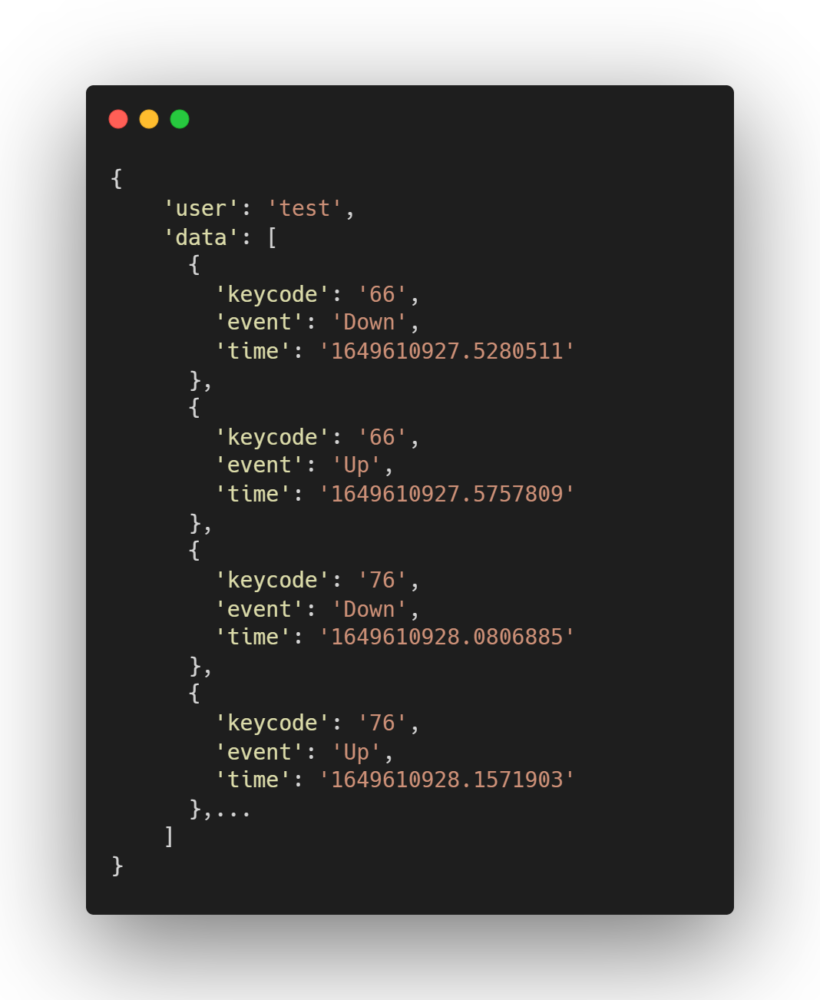 {
    'user': 'test',
    'data': [
      {
        'keycode': '66',
        'event': 'Down',
        'time': '1649610927.5280511'
      },
      {
        'keycode': '66',
        'event': 'Up',
        'time': '1649610927.5757809'
      },
      {
        'keycode': '76',
        'event': 'Down',
        'time': '1649610928.0806885'
      },
      {
        'keycode': '76',
        'event': 'Up',
        'time': '1649610928.1571903'
      },...
    ]
}